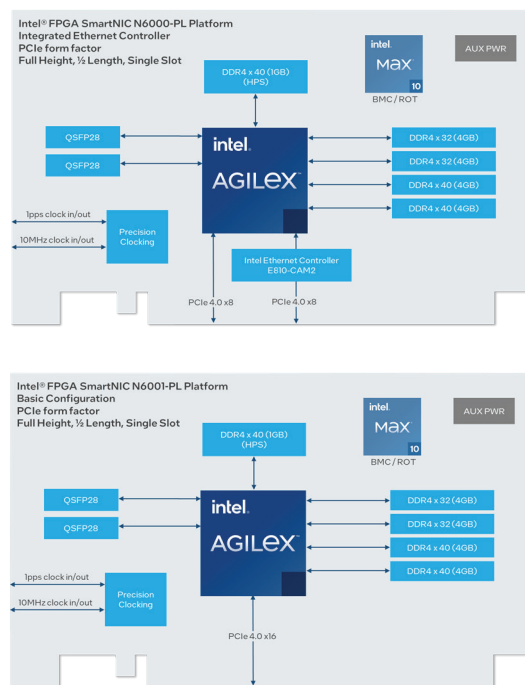 Intel® FPGA SmartNIC N6000-PL Platform
Integrated Ethernet Controller
PCIe form factor
Full Height, ½ Length, Single Slot
intel.
MAX
10
BMC/ROT
AUX PWR
DDR4 x 40 (1GB)
(HPS)
QSFP28
QSFP28
intel.
AGILEX™
DDR4 x 32 (4GB)
DDR4 x 32 (4GB)
DDR4 x 40 (4GB)
DDR4 x 40 (4GB)
1pps clock in/out
10MHz clock in/out
Precision
Clocking
Intel Ethernet Controller
E810-CAM2
PCIe 4.0 x8
PCIe 4.0 x8
Intel® FPGA SmartNIC N6001-PL Platform
Basic Configuration
PCIe form factor
Full Height, ½ Length, Single Slot
intel.
MAX
10
BMC/ROT
AUX PWR
DDR4 x 40 (1GB)
(HPS)
QSFP28
QSFP28
intel.
AGILEX™
DDR4 x 32 (4GB)
DDR4 x 32 (4GB)
DDR4 x 40 (4GB)
DDR4 x 40 (4GB)
1pps clock in/out
10MHz clock in/out
Precision
Clocking
PCIe 4.0 x16